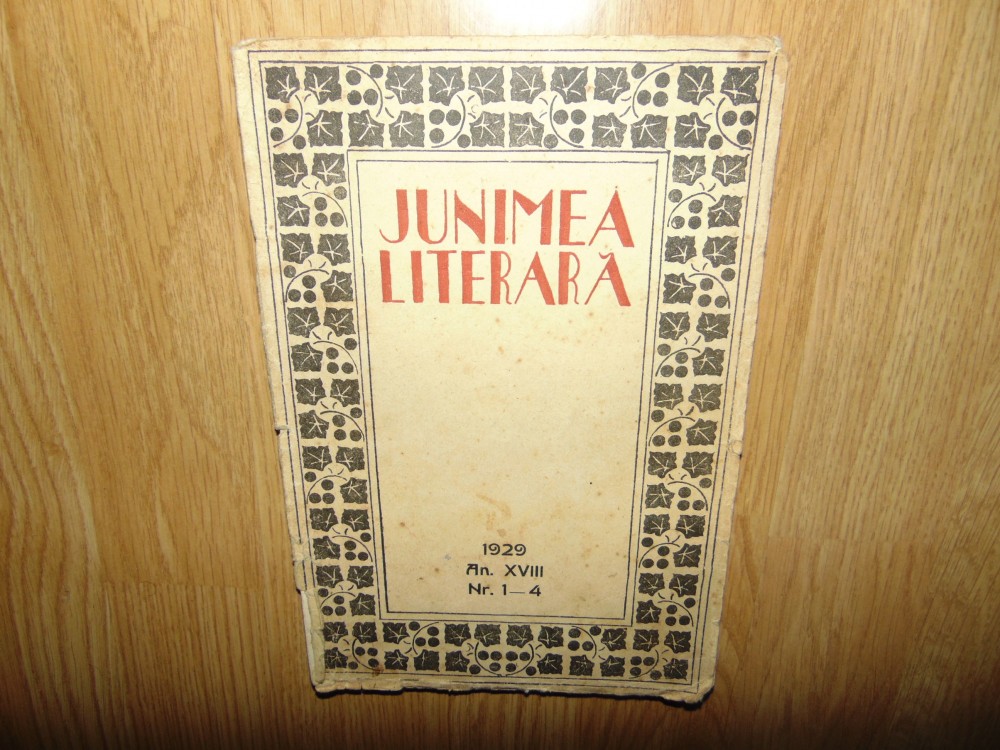 JUNIMEA
LITERARĂ
1929
An. XVIII
Nr. 1—4